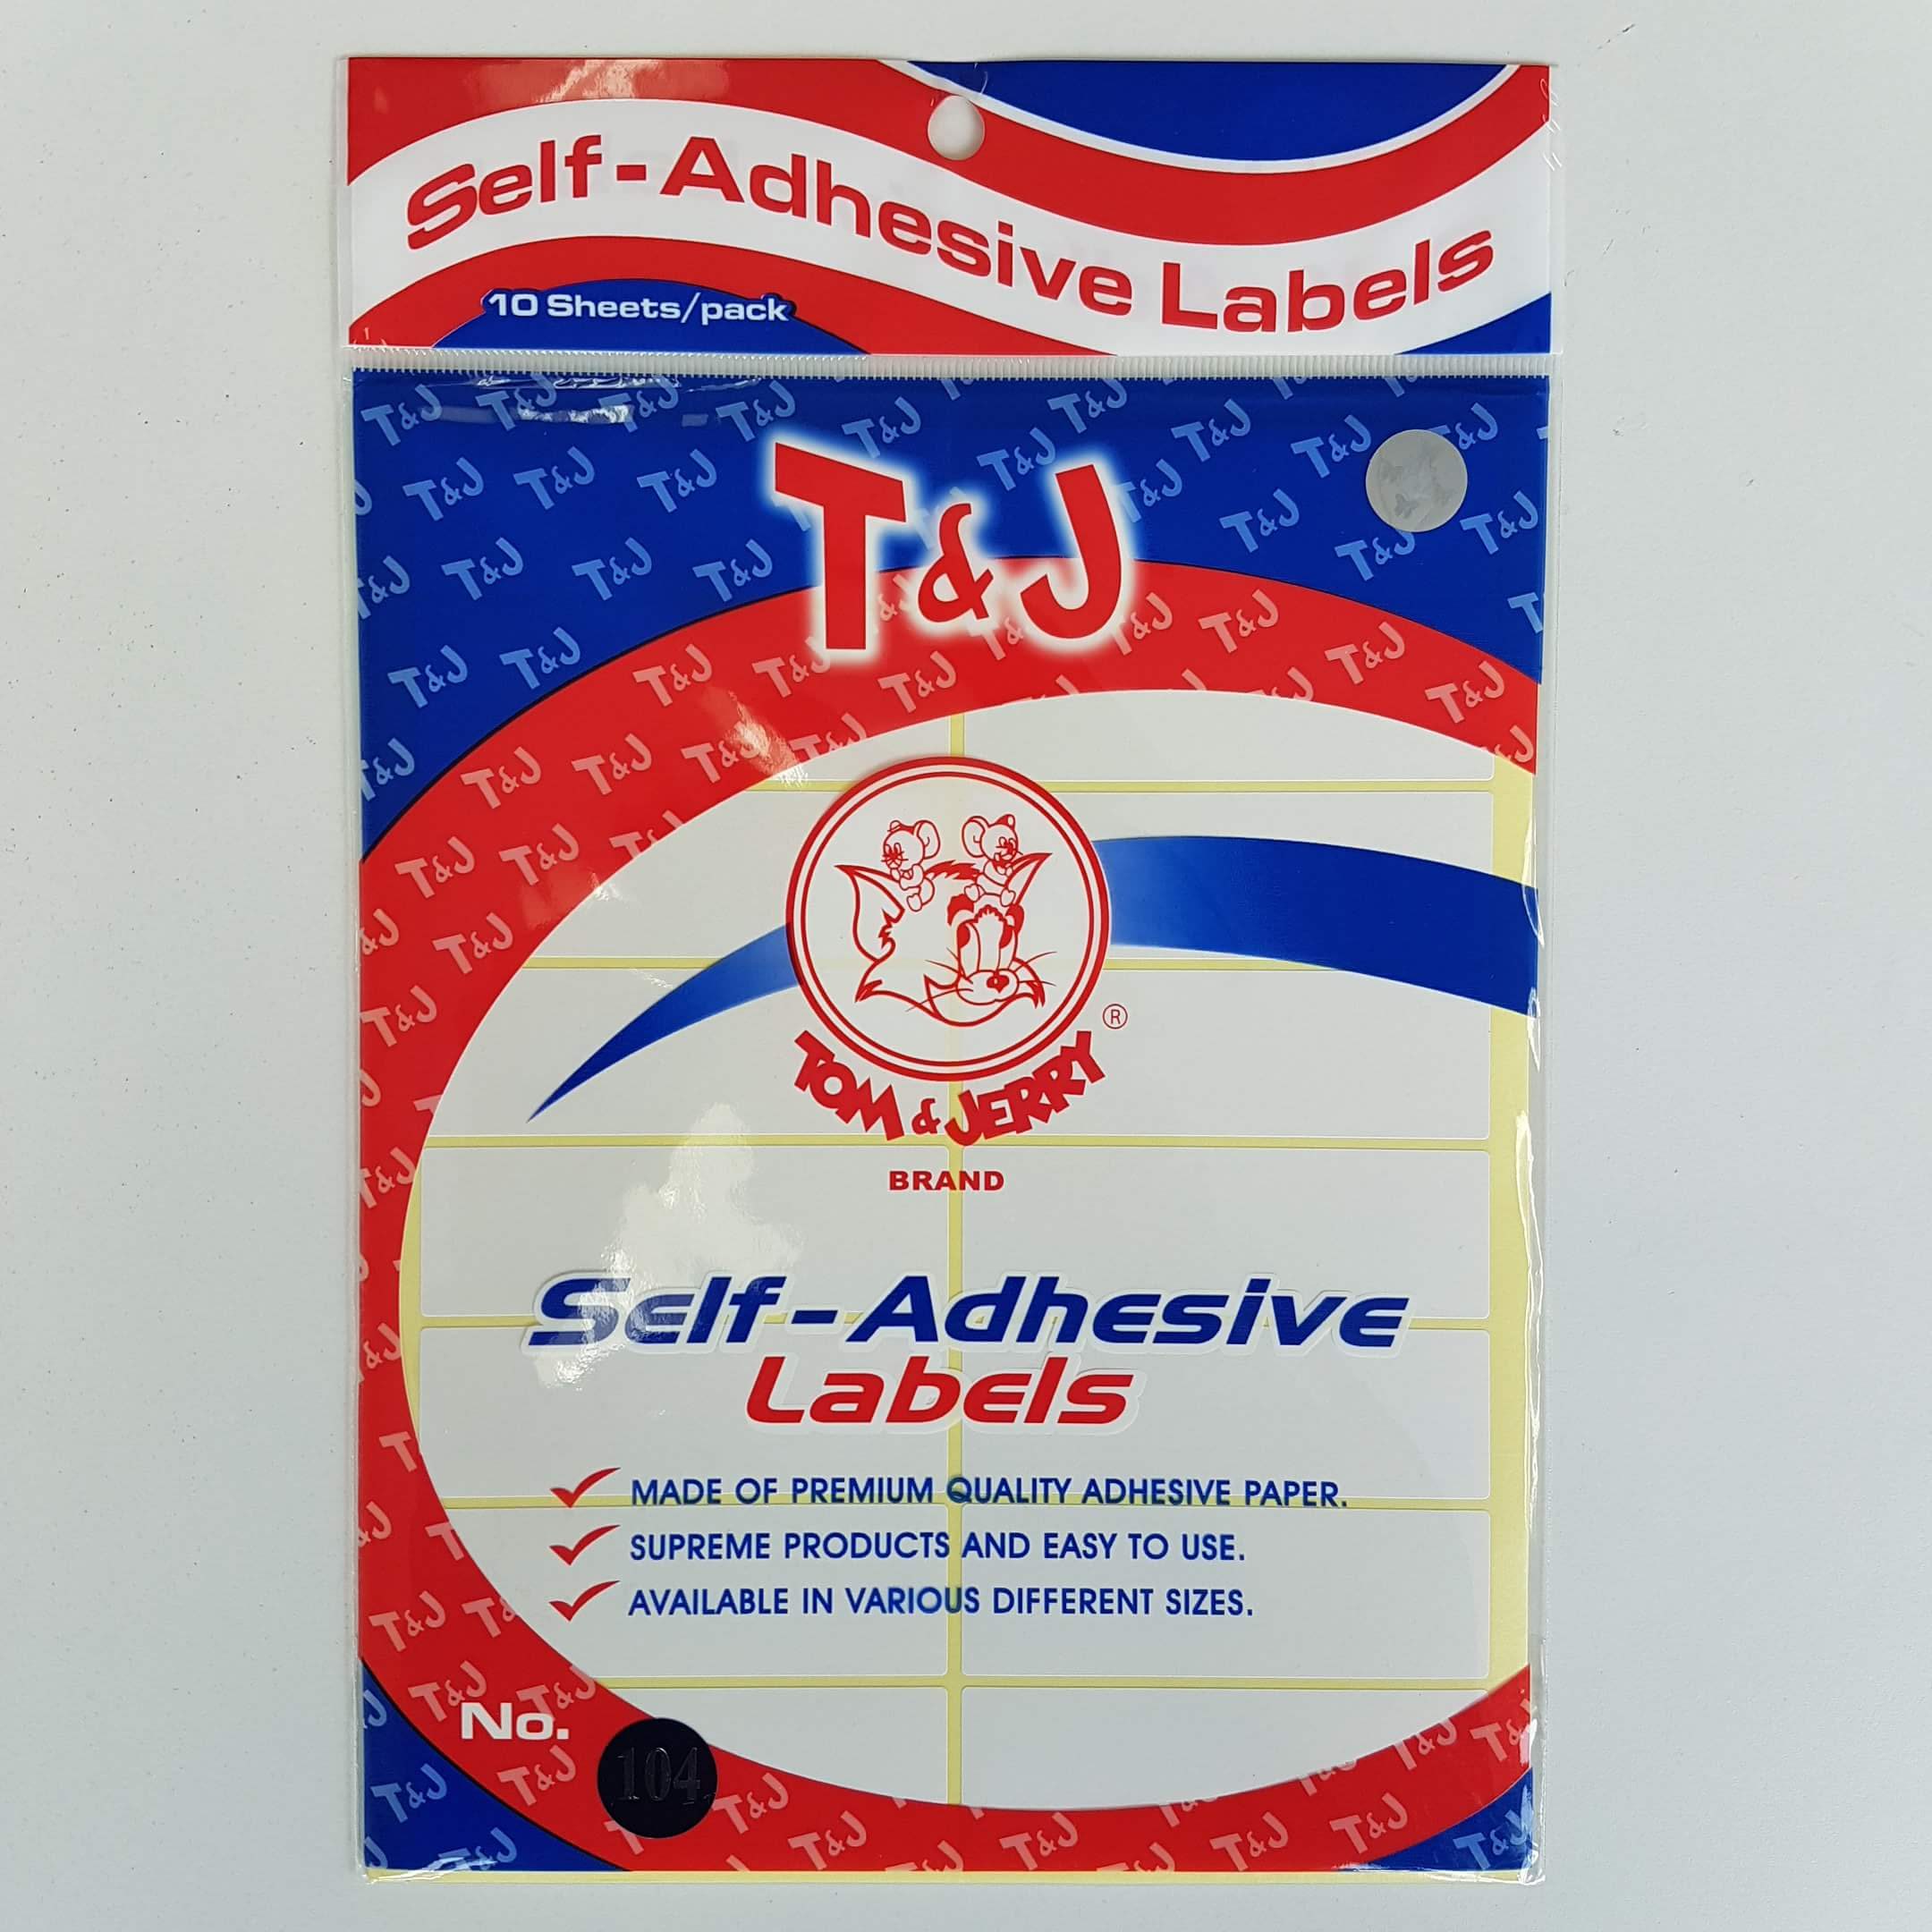 Self-Adhesive Labels
10 Sheets/pack
T&J
TOM & JERRY ®
BRAND
Self-Adhesive
Labels
MADE OF PREMIUM QUALITY ADHESIVE PAPER.
SUPREME PRODUCTS AND EASY TO USE.
AVAILABLE IN VARIOUS DIFFERENT SIZES.
No.
104